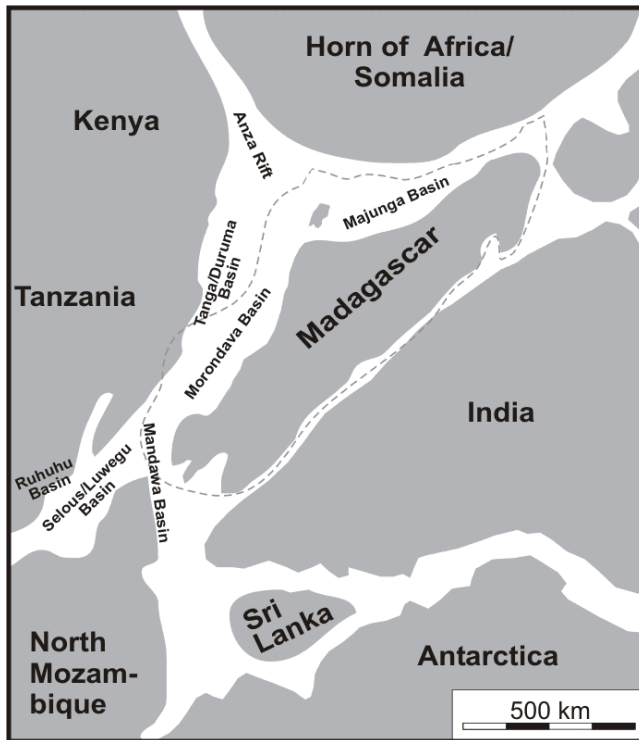 Horn of Africa/
Somalia
Kenya
Anza Rift
Majunga Basin
Tanga/Duruma
Basin
Madagascar
Tanzania
Morondava Basin
India
Ruhuhu
Basin
Selous/Luwegu
Basin
Mandawa Basin
Sri
Lanka
North
Mozam-
bique
Antarctica
500 km